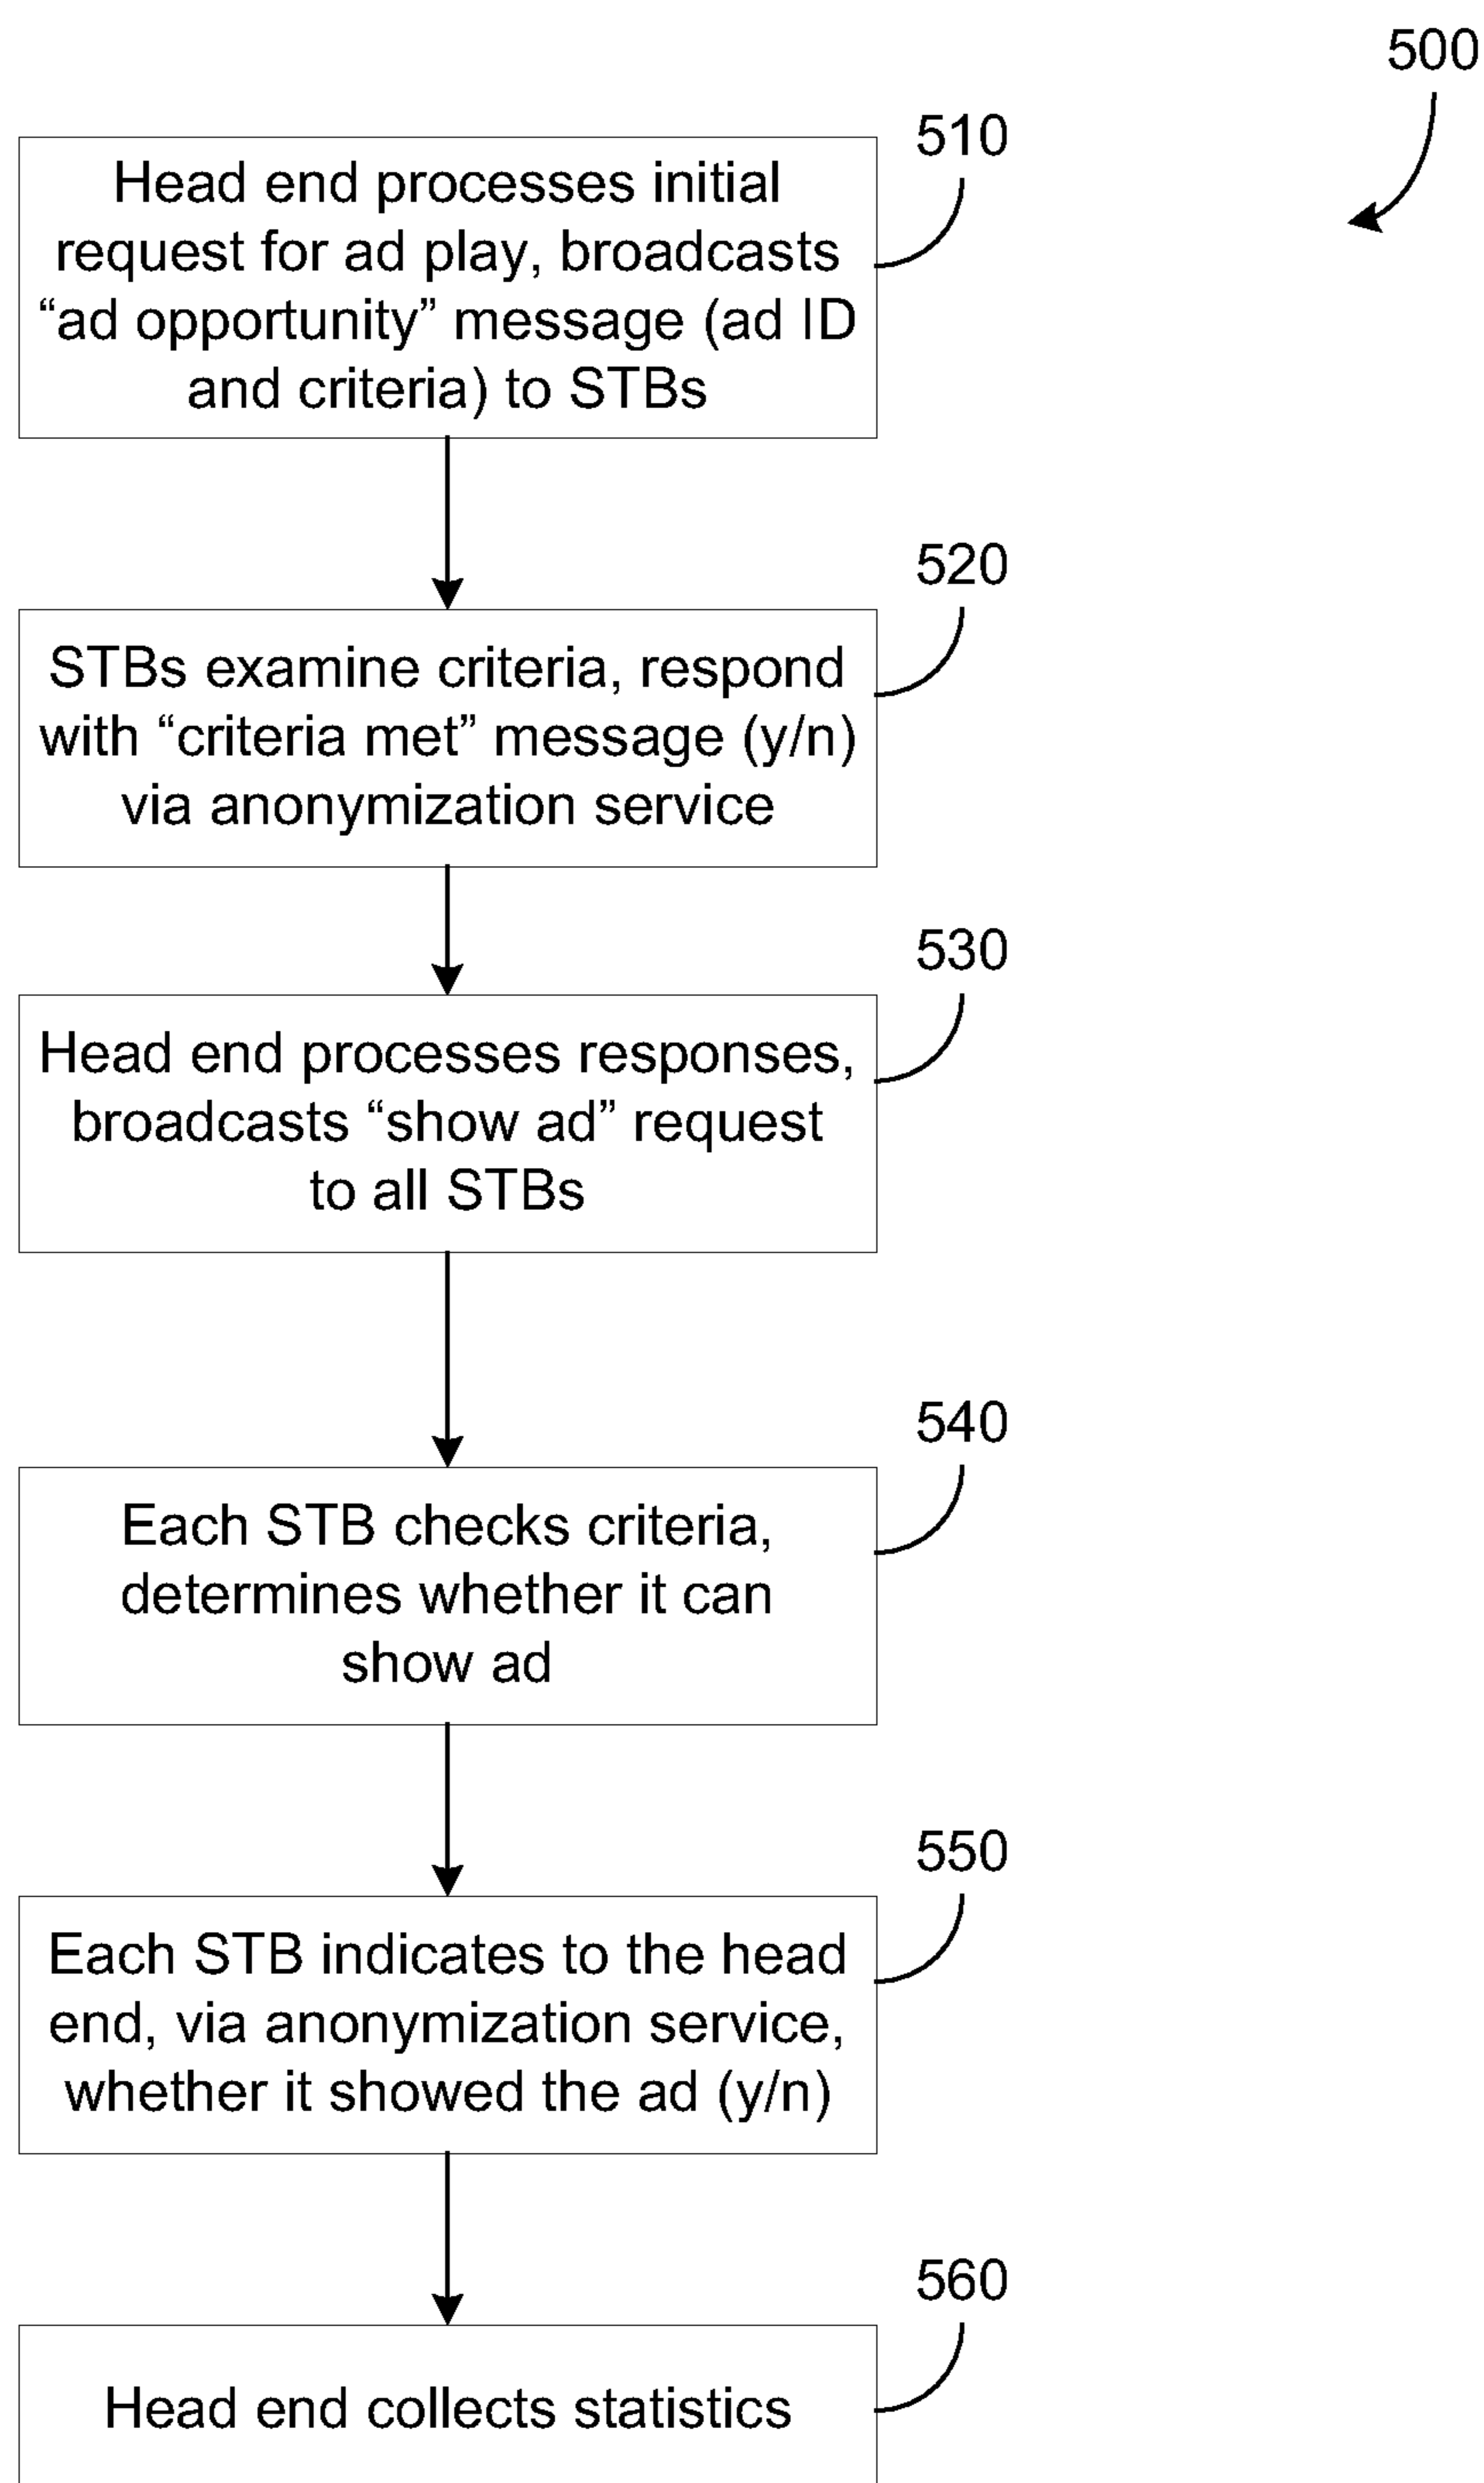 500
510
Head end processes initial
request for ad play, broadcasts
“ad opportunity” message (ad ID
and criteria) to STBs
520
STBs examine criteria, respond
with “criteria met” message (y/n)
via anonymization service
530
Head end processes responses,
broadcasts “show ad” request
to all STBs
540
Each STB checks criteria,
determines whether it can
show ad
550
Each STB indicates to the head
end, via anonymization service,
whether it showed the ad (y/n)
560
Head end collects statistics